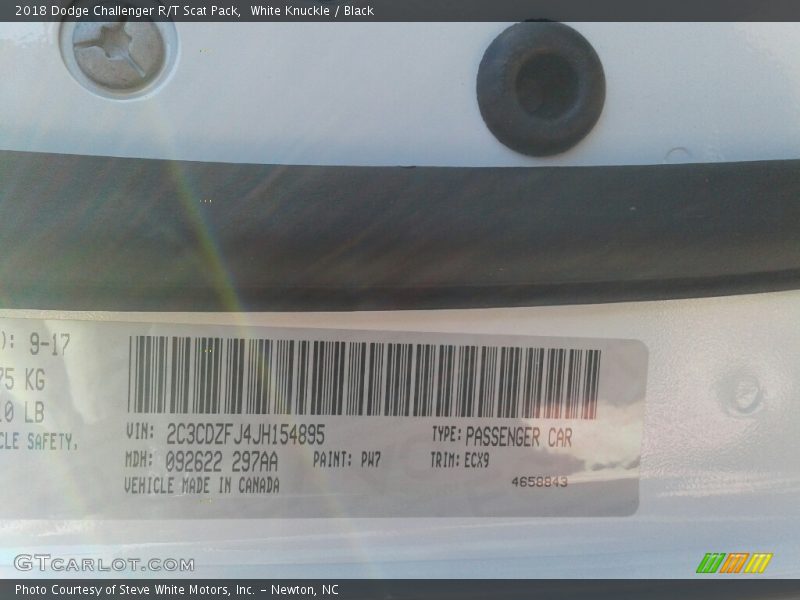 2018 Dodge Challenger R/T Scat Pack, White Knuckle / Black
): 9-17
75 KG
10 LB
CLE SAFETY,
VIN: 2C3CDZFJ4JH154895 TYPE: PASSENGER CAR
MDH: 092622 297AA PAINT: PW7 TRIM: ECX9
VEHICLE MADE IN CANADA 4658843
GTCARLOT.COM
Photo Courtesy of Steve White Motors, Inc. - Newton, NC